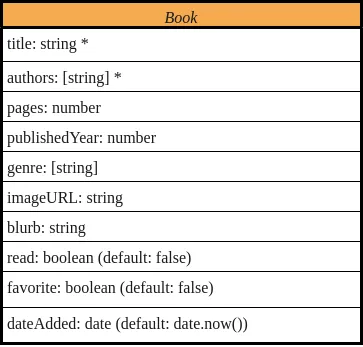 Book
title: string *
authors: [string] *
pages: number
publishedYear: number
genre: [string]
imageURL: string
blurb: string
read: boolean (default: false)
favorite: boolean (default: false)
dateAdded: date (default: date.now())